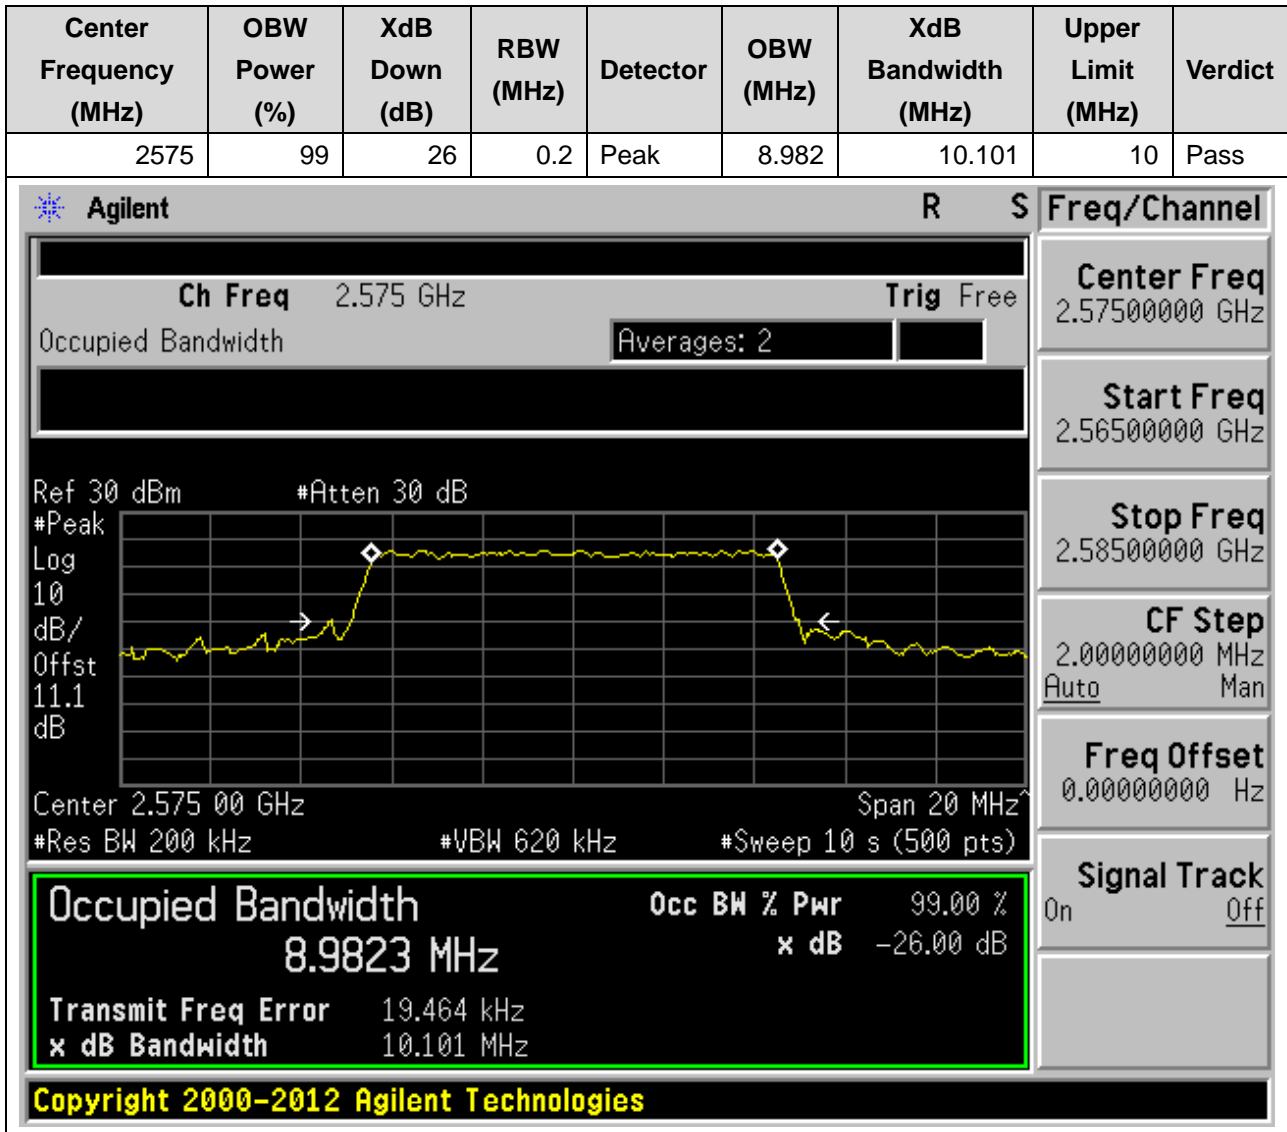 Center Frequency (MHz) OBW Power (%) XdB Down (dB) RBW (MHz) Detector OBW (MHz) XdB Bandwidth (MHz) Upper Limit (MHz) Verdict
2575 99 26 0.2 Peak 8.982 10.101 10 Pass
Agilent R S Freq/Channel
Ch Freq 2.575 GHz Trig Free
Occupied Bandwidth Averages: 2
Center Freq
2.57500000 GHz
Start Freq
2.56500000 GHz
Stop Freq
2.58500000 GHz
CF Step
2.00000000 MHz
Auto Man
Freq Offset
0.00000000 Hz
Signal Track
On Off
Ref 30 dBm #Atten 30 dB
#Peak
Log
10
dB/
Offst
11.1
dB
Center 2.575 00 GHz Span 20 MHz^
#Res BW 200 kHz #VBW 620 kHz #Sweep 10 s (500 pts)
Occupied Bandwidth Occ BW % Pwr 99.00 %
8.9823 MHz x dB -26.00 dB
Transmit Freq Error 19.464 kHz
x dB Bandwidth 10.101 MHz
Copyright 2000-2012 Agilent Technologies